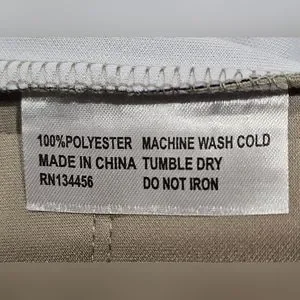 100%POLYESTER MACHINE WASH COLD
MADE IN CHINA TUMBLE DRY
RN134456 DO NOT IRON